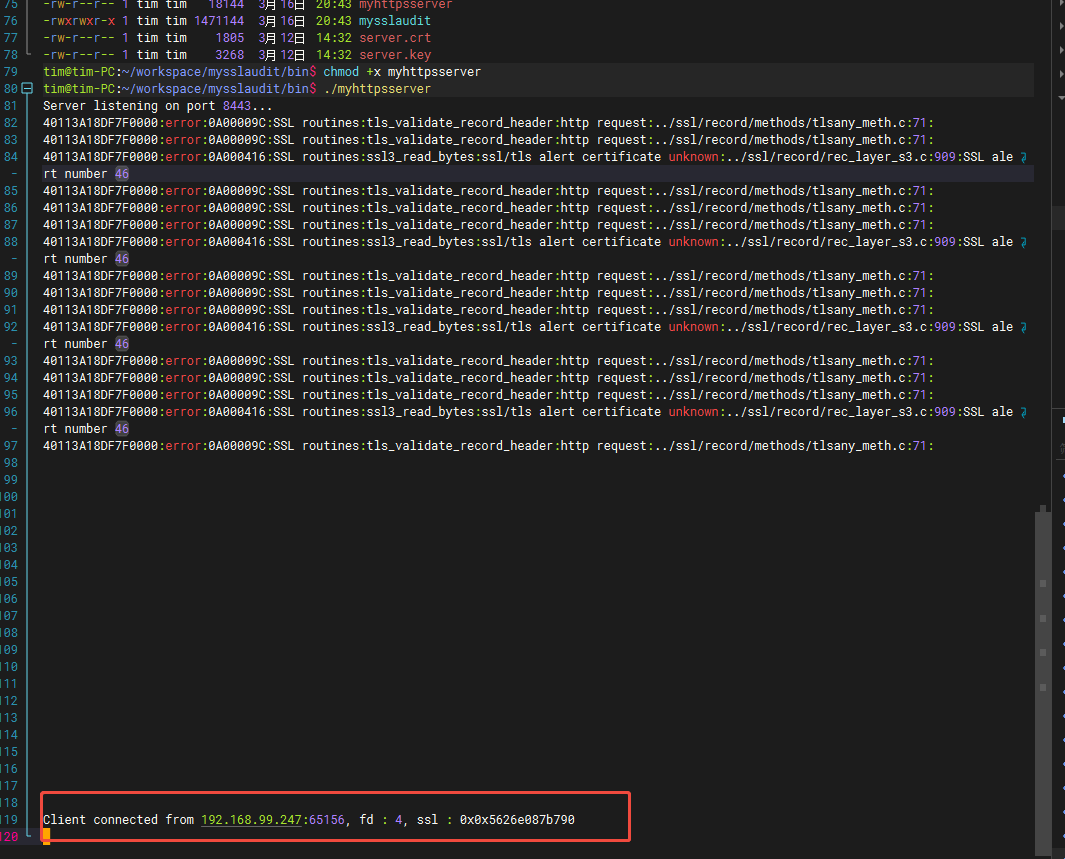 75 -rw-r--r-- 1 tim tim   18144  3月 16日 20:43 myhttpsserver
76 -rwxrwxr-x 1 tim tim 1471144  3月 16日 20:43 mysslaudit
77 -rw-r--r-- 1 tim tim    1805  3月 12日 14:32 server.crt
78 -rw-r--r-- 1 tim tim    3268  3月 12日 14:32 server.key
79 tim@tim-PC:~/workspace/mysslaudit/bin$ chmod +x myhttpsserver
80 tim@tim-PC:~/workspace/mysslaudit/bin$ ./myhttpsserver
81 Server listening on port 8443...
82 40113A18DF7F0000:error:0A00009C:SSL routines:tls_validate_record_header:http request:../ssl/record/methods/tlsany_meth.c:71:
83 40113A18DF7F0000:error:0A00009C:SSL routines:tls_validate_record_header:http request:../ssl/record/methods/tlsany_meth.c:71:
84 40113A18DF7F0000:error:0A000416:SSL routines:ssl3_read_bytes:ssl/tls alert certificate unknown:../ssl/record/rec_layer_s3.c:909:SSL ale
- rt number 46
85 40113A18DF7F0000:error:0A00009C:SSL routines:tls_validate_record_header:http request:../ssl/record/methods/tlsany_meth.c:71:
86 40113A18DF7F0000:error:0A00009C:SSL routines:tls_validate_record_header:http request:../ssl/record/methods/tlsany_meth.c:71:
87 40113A18DF7F0000:error:0A00009C:SSL routines:tls_validate_record_header:http request:../ssl/record/methods/tlsany_meth.c:71:
88 40113A18DF7F0000:error:0A000416:SSL routines:ssl3_read_bytes:ssl/tls alert certificate unknown:../ssl/record/rec_layer_s3.c:909:SSL ale
- rt number 46
89 40113A18DF7F0000:error:0A00009C:SSL routines:tls_validate_record_header:http request:../ssl/record/methods/tlsany_meth.c:71:
90 40113A18DF7F0000:error:0A00009C:SSL routines:tls_validate_record_header:http request:../ssl/record/methods/tlsany_meth.c:71:
91 40113A18DF7F0000:error:0A00009C:SSL routines:tls_validate_record_header:http request:../ssl/record/methods/tlsany_meth.c:71:
92 40113A18DF7F0000:error:0A000416:SSL routines:ssl3_read_bytes:ssl/tls alert certificate unknown:../ssl/record/rec_layer_s3.c:909:SSL ale
- rt number 46
93 40113A18DF7F0000:error:0A00009C:SSL routines:tls_validate_record_header:http request:../ssl/record/methods/tlsany_meth.c:71:
94 40113A18DF7F0000:error:0A00009C:SSL routines:tls_validate_record_header:http request:../ssl/record/methods/tlsany_meth.c:71:
95 40113A18DF7F0000:error:0A00009C:SSL routines:tls_validate_record_header:http request:../ssl/record/methods/tlsany_meth.c:71:
96 40113A18DF7F0000:error:0A000416:SSL routines:ssl3_read_bytes:ssl/tls alert certificate unknown:../ssl/record/rec_layer_s3.c:909:SSL ale
- rt number 46
97 40113A18DF7F0000:error:0A00009C:SSL routines:tls_validate_record_header:http request:../ssl/record/methods/tlsany_meth.c:71:
98
99
100
101
102
103
104
105
106
107
108
109
110
111
112
113
114
115
116
117
118
119 Client connected from 192.168.99.247:65156, fd : 4, ssl : 0x0x5626e087b790
120